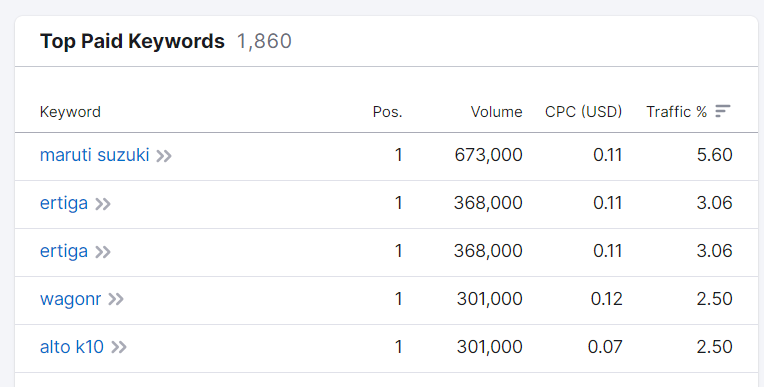 Top Paid Keywords 1,860
Keyword Pos. Volume CPC (USD) Traffic %
maruti suzuki 1 673,000 0.11 5.60
ertiga 1 368,000 0.11 3.06
ertiga 1 368,000 0.11 3.06
wagonr 1 301,000 0.12 2.50
alto k10 1 301,000 0.07 2.50